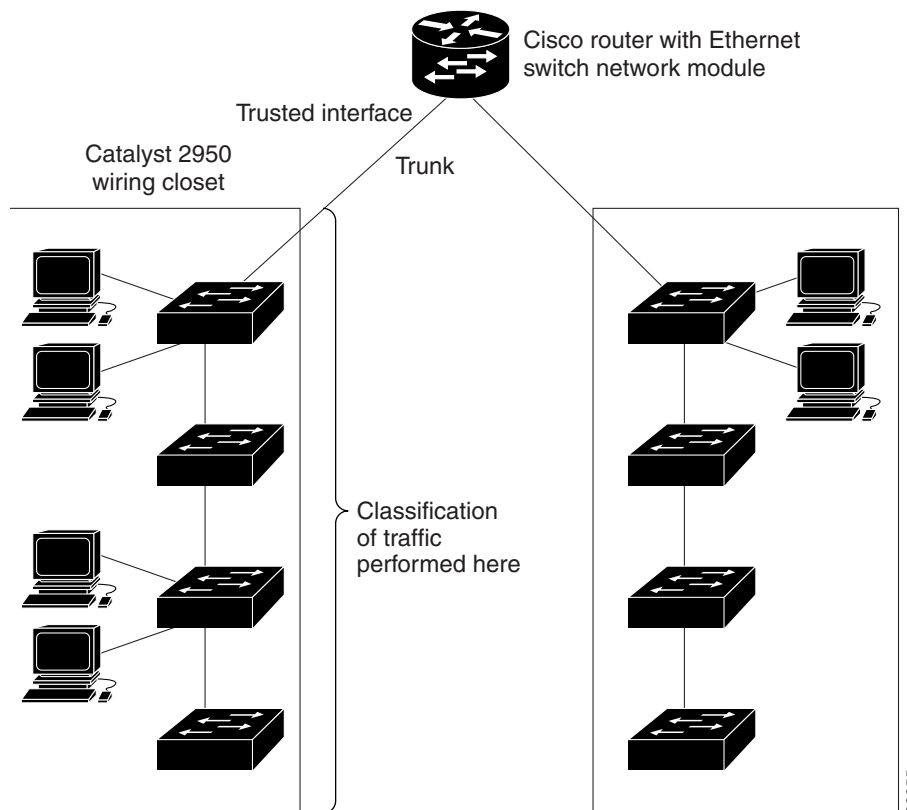 Cisco router with Ethernet
switch network module
Trusted interface
Trunk
Catalyst 2950
wiring closet
Classification
of traffic
performed here